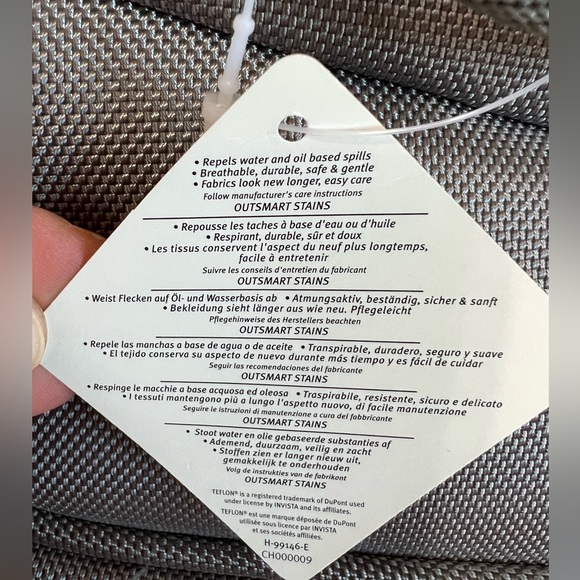 • Repels water and oil based spills
• Breathable, durable, safe & gentle
• Fabrics look new longer, easy care
Follow manufacturer's care instructions
OUTSMART STAINS
• Repousse les taches à base d'eau ou d'huile
• Respirant, durable, sûr et doux
• Les tissus conservent l'aspect du neuf plus longtemps,
facile à entretenir
Suivre les conseils d'entretien du fabricant
OUTSMART STAINS
• Weist Flecken auf Öl- und Wasserbasis ab • Atmungsaktiv, beständig, sicher & sanft
• Bekleidung sieht länger aus wie neu. Pflegeleicht
Pflegehinweise des Herstellers beachten
OUTSMART STAINS
• Repele las manchas a base de agua o de aceite • Transpirable, duradero, seguro y suave
• El tejido conserva su aspecto de nuevo durante más tiempo y es fácil de cuidar
Seguir las recomendaciones del fabricante
OUTSMART STAINS
• Respinge le macchie a base acquosa ed oleosa • Traspirabile, resistente, sicuro e delicato
• I tessuti mantengono più a lungo l'aspetto nuovo, di facile manutenzione
Seguire le istruzioni di manutenzione a cura del fabbricante
OUTSMART STAINS
• Stoot water en olie gebaseerde substanties af
• Ademend, duurzaam, veilig en zacht
• Stoffen zien er langer nieuw uit,
gemakkelijk te onderhouden
Volg de instrukties van de fabrikant
OUTSMART STAINS
TEFLON® is a registered trademark of DuPont used
under license by INVISTA and its affiliates.
TEFLON® est une marque déposée de DuPont
utilisée sous licence par INVISTA
et ses sociétés affiliées.
H-99146-E
CH000009